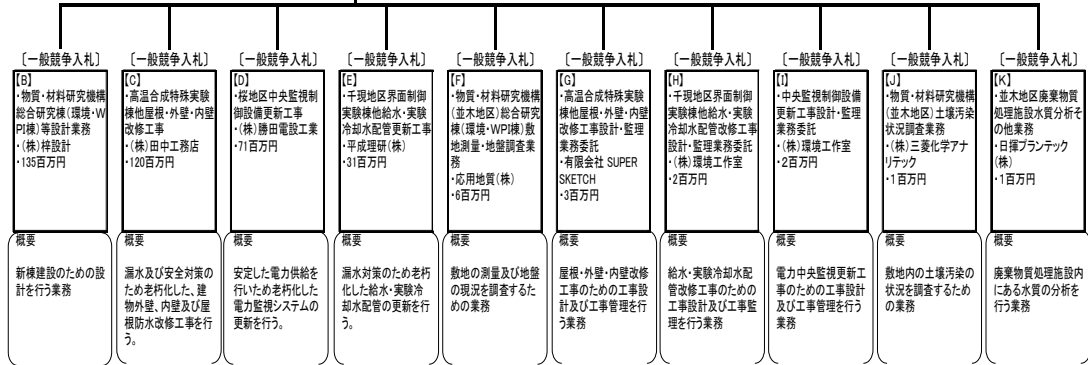 〔一般競争入札〕
【B】
・物質・材料研究機構
総合研究棟(環境・W
PI棟)等設計業務
・(株)梓設計
・135百万円
概要
新棟建設のための設
計を行う業務
〔一般競争入札〕
【C】
・高温合成特殊実験
棟他屋根・外壁・内壁
改修工事
・(株)田中工務店
・120百万円
概要
漏水及び安全対策の
ため老朽化した、建
物外壁、内壁及び屋
根防水改修工事を行
う。
〔一般競争入札〕
【D】
・桜地区中央監視制
御設備更新工事
・(株)勝田電設工業
・71百万円
概要
安定した電力供給を
行いため老朽化した
電力監視システムの
更新を行う。
〔一般競争入札〕
【E】
・千現地区界面制御
実験棟他給水・実験
冷却水配管更新工事
・平成理研(株)
・31百万円
概要
漏水対策のため老朽
化した給水・実験冷
却水配管の更新を行
う。
〔一般競争入札〕
【F】
・物質・材料研究機構
(並木地区)総合研究
棟(環境・WPI棟)敷
地測量・地盤調査業
務
・応用地質(株)
・6百万円
概要
敷地の測量及び地盤
の現況を調査するた
めの業務
〔一般競争入札〕
【G】
・高温合成特殊実験
棟他屋根・外壁・内壁
改修工事設計・監理
業務委託
・有限会社 SUPER
SKETCH
・3百万円
概要
屋根・外壁・内壁改修
工事のための工事設
計及び工事管理を行
う業務
〔一般競争入札〕
【H】
・千現地区界面制御
実験棟他給水・実験
冷却水配管改修工事
設計・監理業務委託
・(株)環境工作室
・2百万円
概要
給水・実験冷却水配
管改修工事のための
工事設計及び工事監
理を行う業務
〔一般競争入札〕
【I】
・中央監視制御設備
更新工事設計・監理
業務委託
・(株)環境工作室
・2百万円
概要
電力中央監視更新工
事のための工事設計
及び工事管理を行う
業務
〔一般競争入札〕
【J】
・物質・材料研究機構
(並木地区)土壌汚染
状況調査業務
・(株)三菱化学アナ
リテック
・1百万円
概要
敷地内の土壌汚染の
状況を調査するため
の業務
〔一般競争入札〕
【K】
・並木地区廃棄物質
処理施設水質分析そ
の他業務
・日揮プランテック
(株)
・1百万円
概要
廃棄物質処理施設内
にある水質の分析を
行う業務